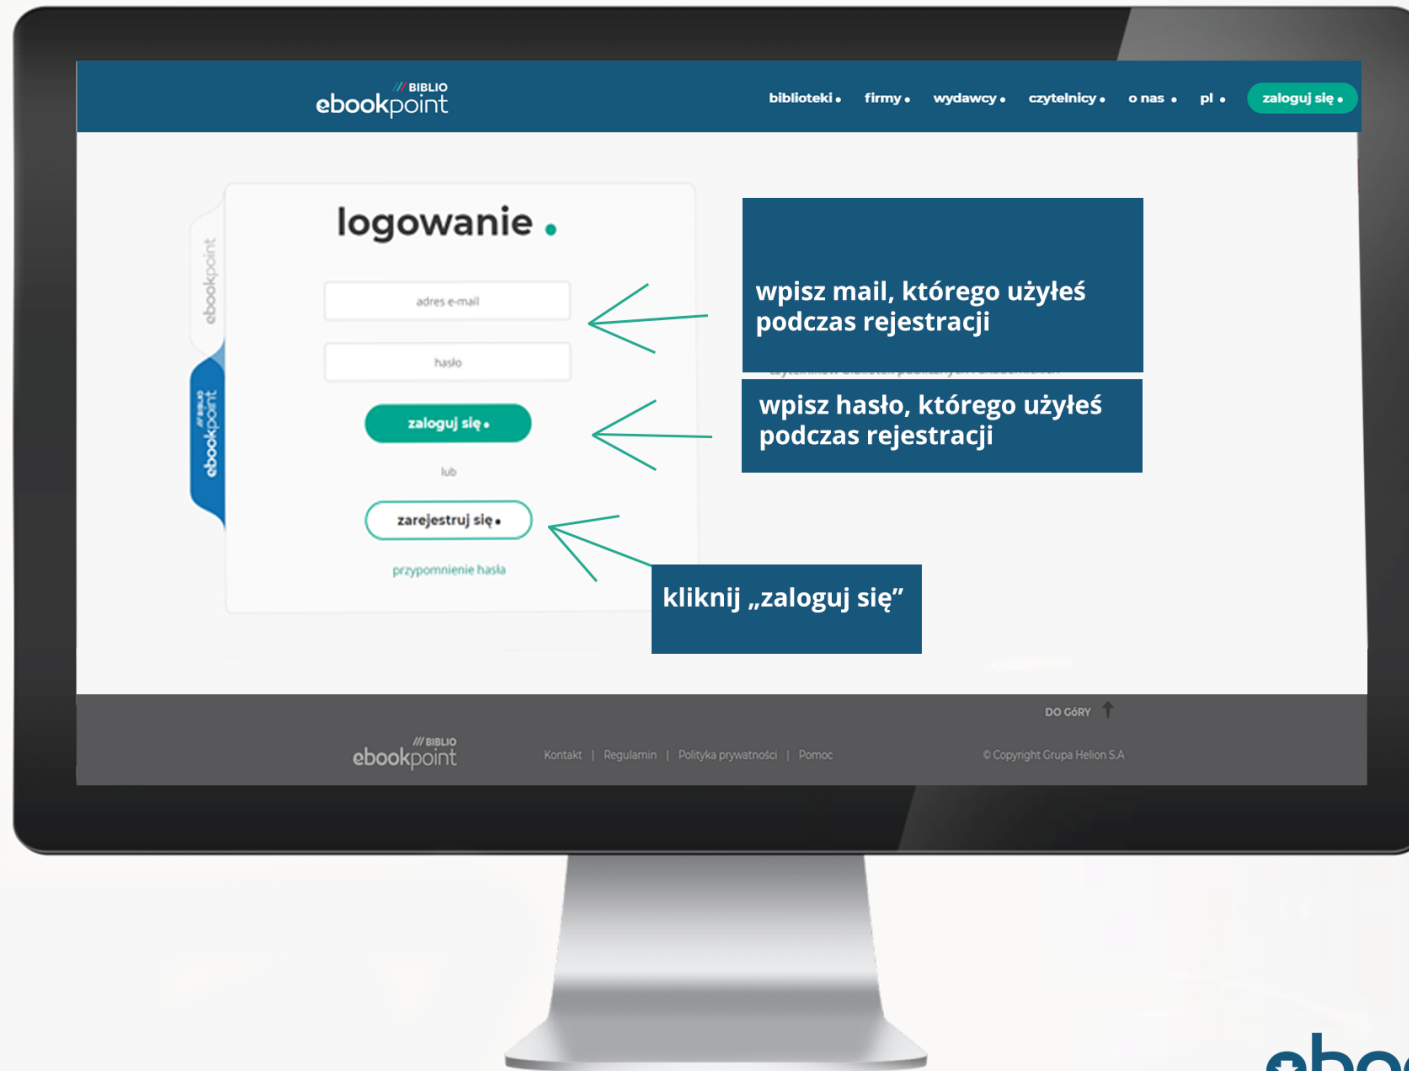 /// BIBLIO
ebookpoint
biblioteki • firmy • wydawcy • czytelnicy • o nas • pl • zaloguj się •
logowanie •
ebookpoint
/// BIBLIO
ebookpoint
adres e-mail
hasło
zaloguj się •
lub
zarejestruj się •
przypomnienie hasła
wpisz mail, którego użyłeś
podczas rejestracji
wpisz hasło, którego użyłeś
podczas rejestracji
kliknij „zaloguj się”
DO GÓRY
/// BIBLIO
ebookpoint
Kontakt | Regulamin | Polityka prywatności | Pomoc
© Copyright Grupa Helion S.A